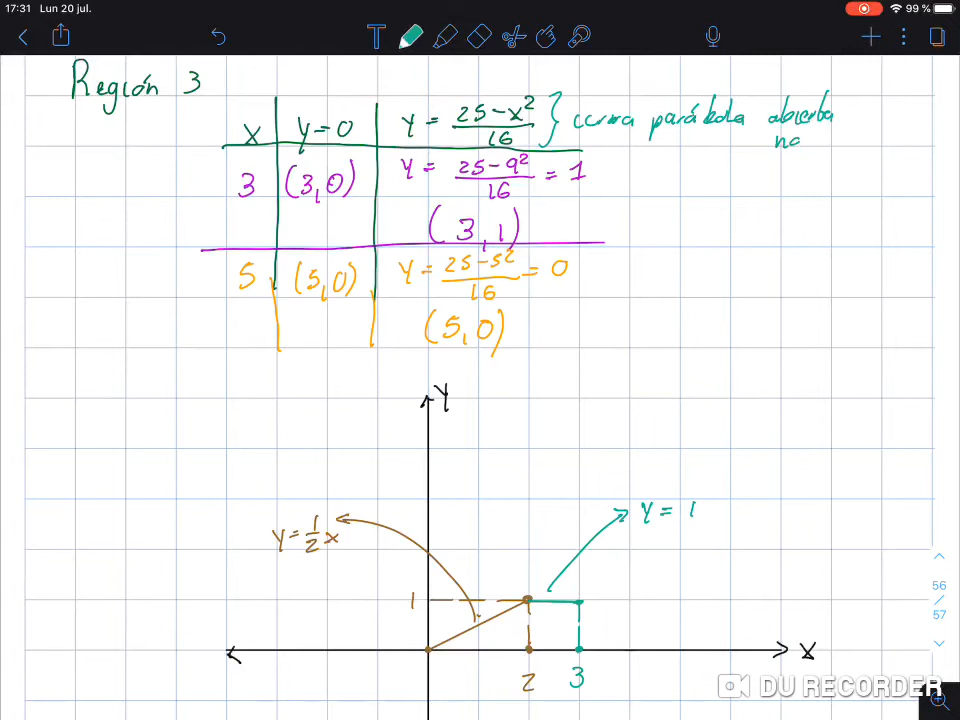 17:31 Lun 20 jul. 99 %
Región 3
x y=0 y = (25-x²)/16 } curva parábola abierba
na
3 (3,0) y = (25-9²)/16 = 1
(3,1)
5 (5,0) y = (25-5²)/16 = 0
(5,0)
y
y = 1
y = 1/2 x
1
x
2 3
56
/
57
DU RECORDER